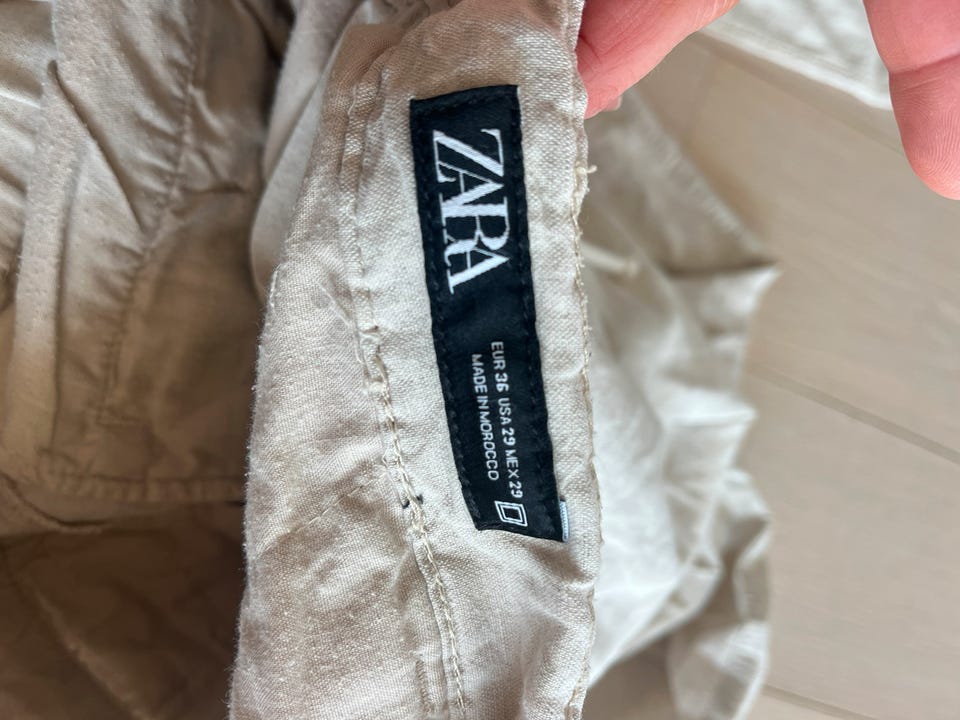 ZARA
EUR 36 USA 29 MEX 29
MADE IN MOROCCO